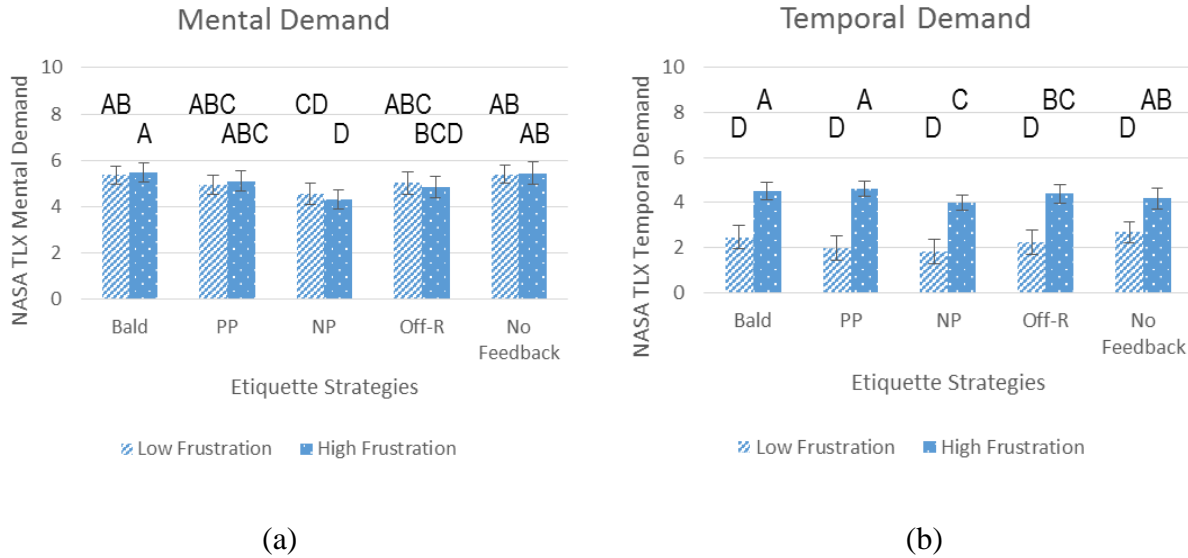 Mental Demand
NASA TLX Mental Demand
10
8
6
4
2
0
AB ABC CD ABC AB
A ABC D BCD AB
Bald PP NP Off-R No
Feedback
Etiquette Strategies
Low Frustration High Frustration
(a)
Temporal Demand
NASA TLX Temporal Demand
10
8
6
4
2
0
A A C BC AB
D D D D D
Bald PP NP Off-R No
Feedback
Etiquette Strategies
Low Frustration High Frustration
(b)